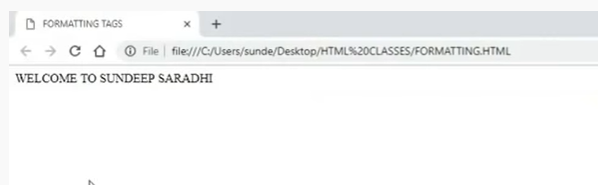 FORMATTING TAGS
File | file:///C:/Users/sunde/Desktop/HTML%20CLASSES/FORMATTING.HTML
WELCOME TO SUNDEEP SARADHI